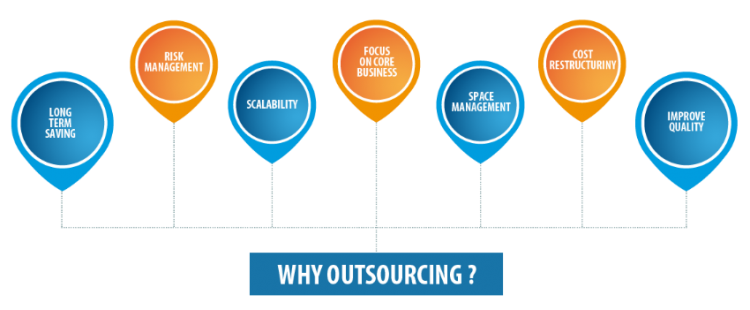 LONG
TERM
SAVING
RISK
MANAGEMENT
SCALABILITY
FOCUS
ON CORE
BUSINESS
SPACE
MANAGEMENT
COST
RESTRUCTURINY
IMPROVE
QUALITY
WHY OUTSOURCING ?